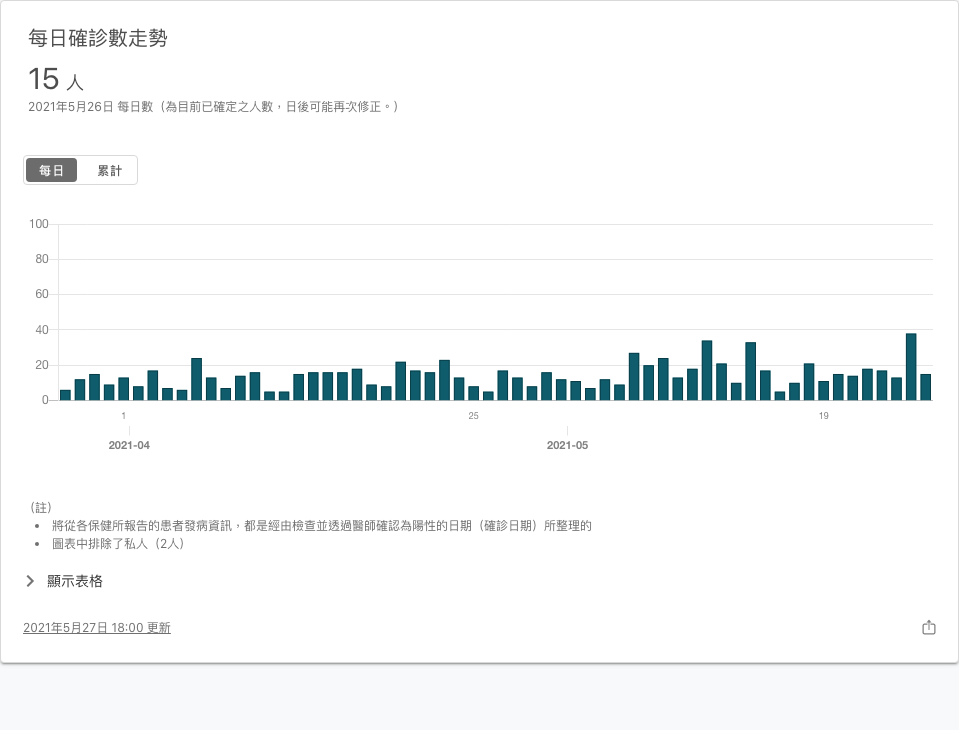 每日確診數走勢
15 人
2021年5月26日 每日數（為目前已確定之人數，日後可能再次修正。）
每日 累計
100
80
60
40
20
0
1 25 19
2021-04 2021-05
（註）
• 將從各保健所報告的患者發病資訊，都是經由檢查並透過醫師確認為陽性的日期（確診日期）所整理的
• 圖表中排除了私人（2人）
顯示表格
2021年5月27日 18:00 更新